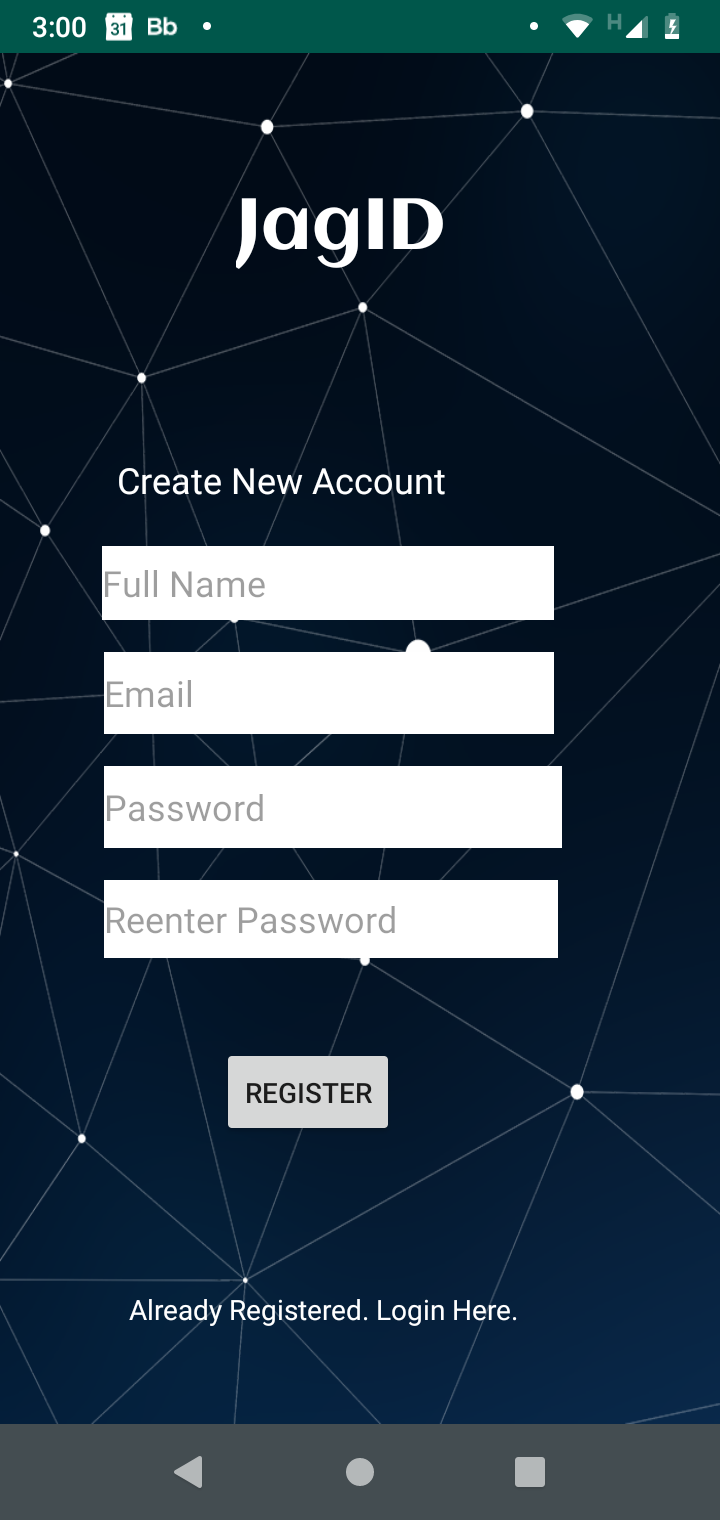 3:00 31 Bb H
JagID
Create New Account
Full Name
Email
Password
Reenter Password
REGISTER
Already Registered. Login Here.